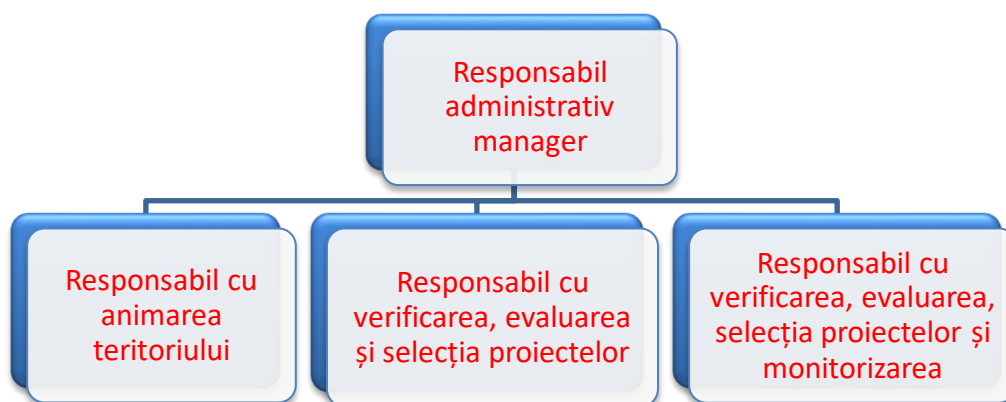 Responsabil
administrativ
manager
Responsabil cu
animarea
teritoriului
Responsabil cu
verificarea, evaluarea
și selecția proiectelor
Responsabil cu
verificarea, evaluarea,
selecția proiectelor și
monitorizarea